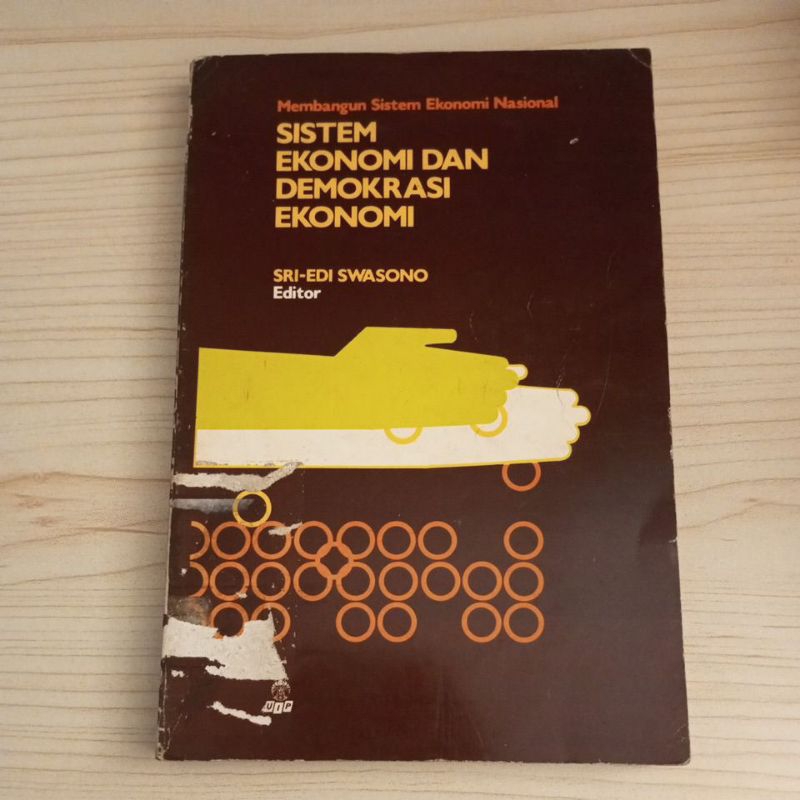 Membangun Sistem Ekonomi Nasional
SISTEM
EKONOMI DAN
DEMOKRASI
EKONOMI
SRI-EDI SWASONO
Editor
UIP